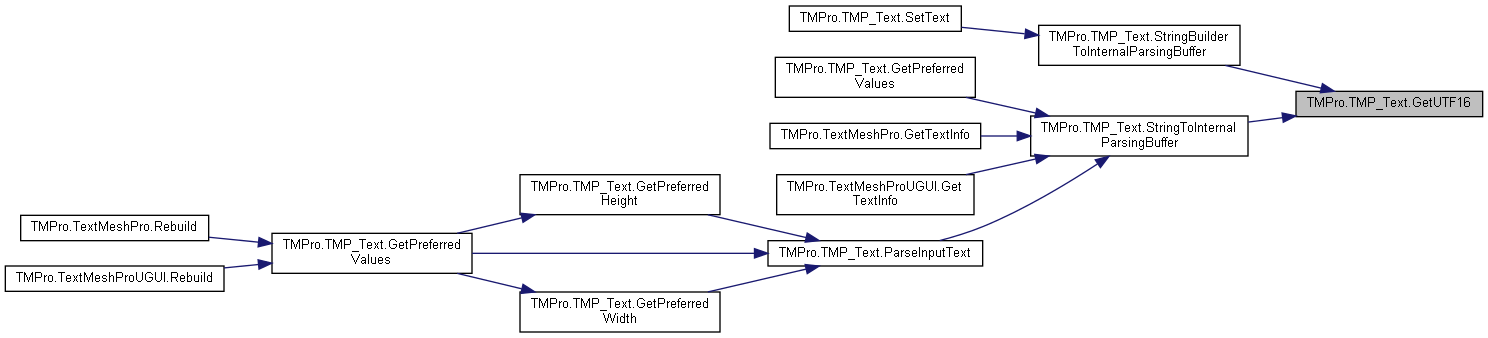 TMPro.TMP_Text.SetText
TMPro.TMP_Text.StringBuilder
ToInternalParsingBuffer
TMPro.TMP_Text.GetPreferred
Values
TMPro.TMP_Text.GetUTF16
TMPro.TextMeshPro.GetTextInfo
TMPro.TMP_Text.StringToInternal
ParsingBuffer
TMPro.TextMeshProUGUI.Get
TextInfo
TMPro.TMP_Text.GetPreferred
Height
TMPro.TextMeshPro.Rebuild
TMPro.TMP_Text.GetPreferred
Values
TMPro.TMP_Text.ParseInputText
TMPro.TextMeshProUGUI.Rebuild
TMPro.TMP_Text.GetPreferred
Width